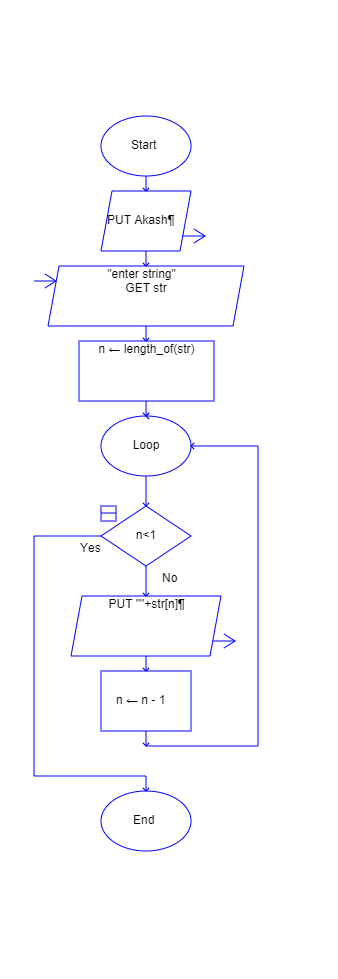 Start
PUT Akash¶
"enter string"
GET str
n ← length_of(str)
Loop
n<1
Yes
No
PUT ""+str[n]¶
n ← n - 1
End